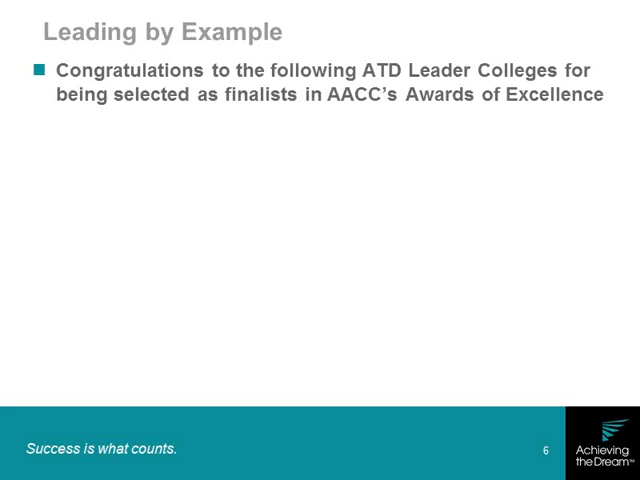 Leading by Example
Congratulations to the following ATD Leader Colleges for
being selected as finalists in AACC's Awards of Excellence
Success is what counts.
6
Achieving
the Dream™